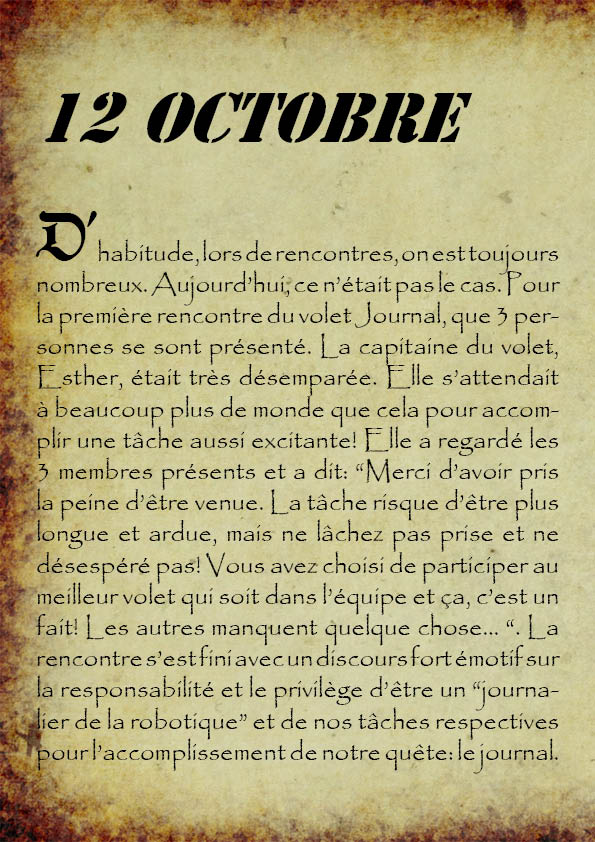 12 OCTOBRE
D'habitude, lors de rencontres, on est toujours
nombreux. Aujourd'hui, ce n'était pas le cas. Pour
la première rencontre du volet Journal, que 3 per-
sonnes se sont présenté. La capitaine du volet,
Esther, était très désemparée. Elle s'attendait
à beaucoup plus de monde que cela pour accom-
plir une tâche aussi excitante! Elle a regardé les
3 membres présents et a dit: “Merci d'avoir pris
la peine d'être venue. La tâche risque d'être plus
longue et ardue, mais ne lâchez pas prise et ne
désespéré pas! Vous avez choisi de participer au
meilleur volet qui soit dans l'équipe et ça, c'est un
fait! Les autres manquent quelque chose... “. La
rencontre s'est fini avec un discours fort émotif sur
la responsabilité et le privilège d'être un “journa-
lier de la robotique” et de nos tâches respectives
pour l'accomplissement de notre quête: le journal.